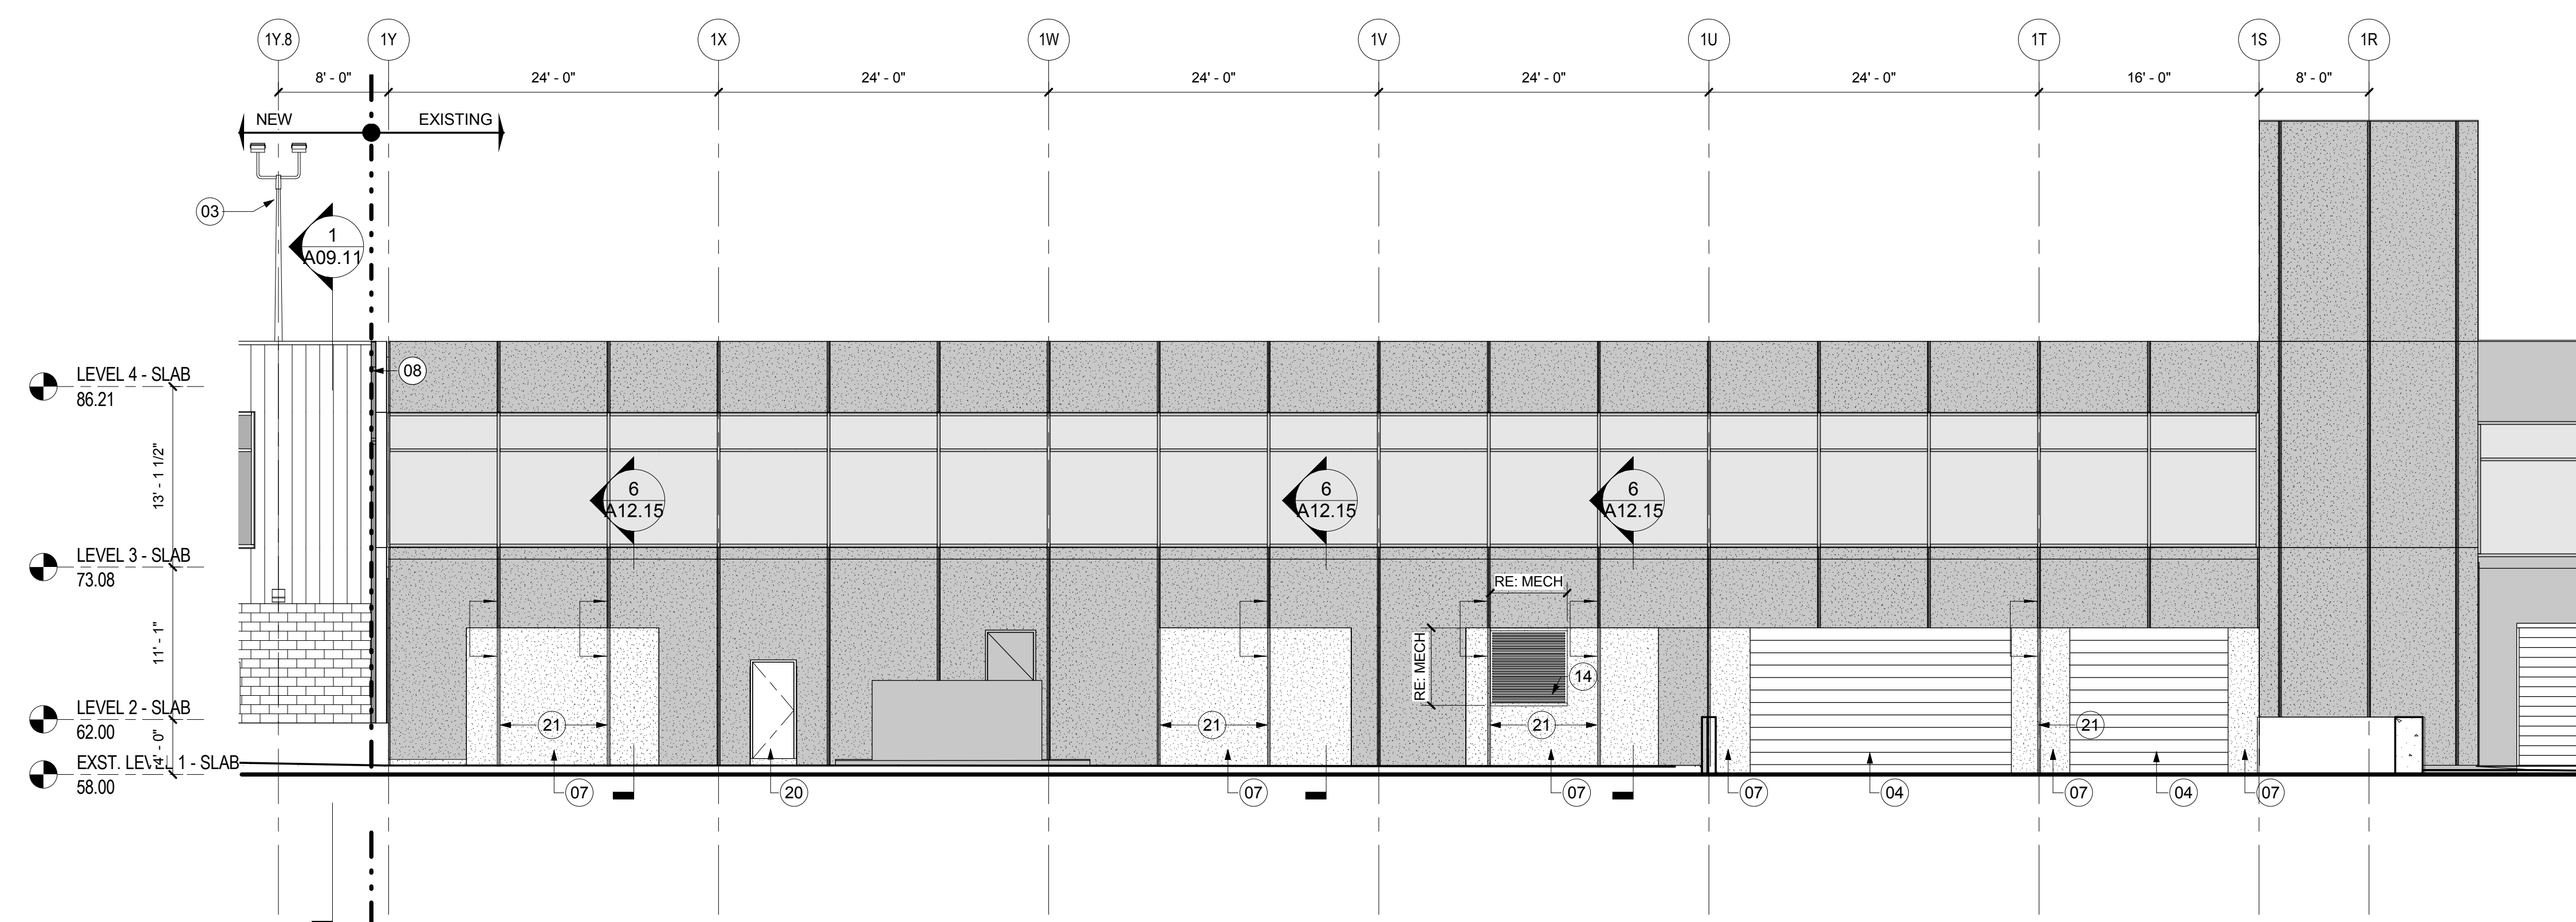 1Y.8
1Y
1X
1W
1V
1U
1T
1S
1R
8' - 0"
24' - 0"
24' - 0"
24' - 0"
24' - 0"
24' - 0"
16' - 0"
8' - 0"
NEW
EXISTING
03
1
A09.11
LEVEL 4 - SLAB
86.21
08
13' - 1 1/2"
6
A12.15
6
A12.15
6
A12.15
LEVEL 3 - SLAB
73.08
RE: MECH
RE: MECH
11' - 1"
14
LEVEL 2 - SLAB
62.00
21
21
21
21
4' - 0"
EXST. LEVEL 1 - SLAB
58.00
07
20
07
07
07
04
07
04
07